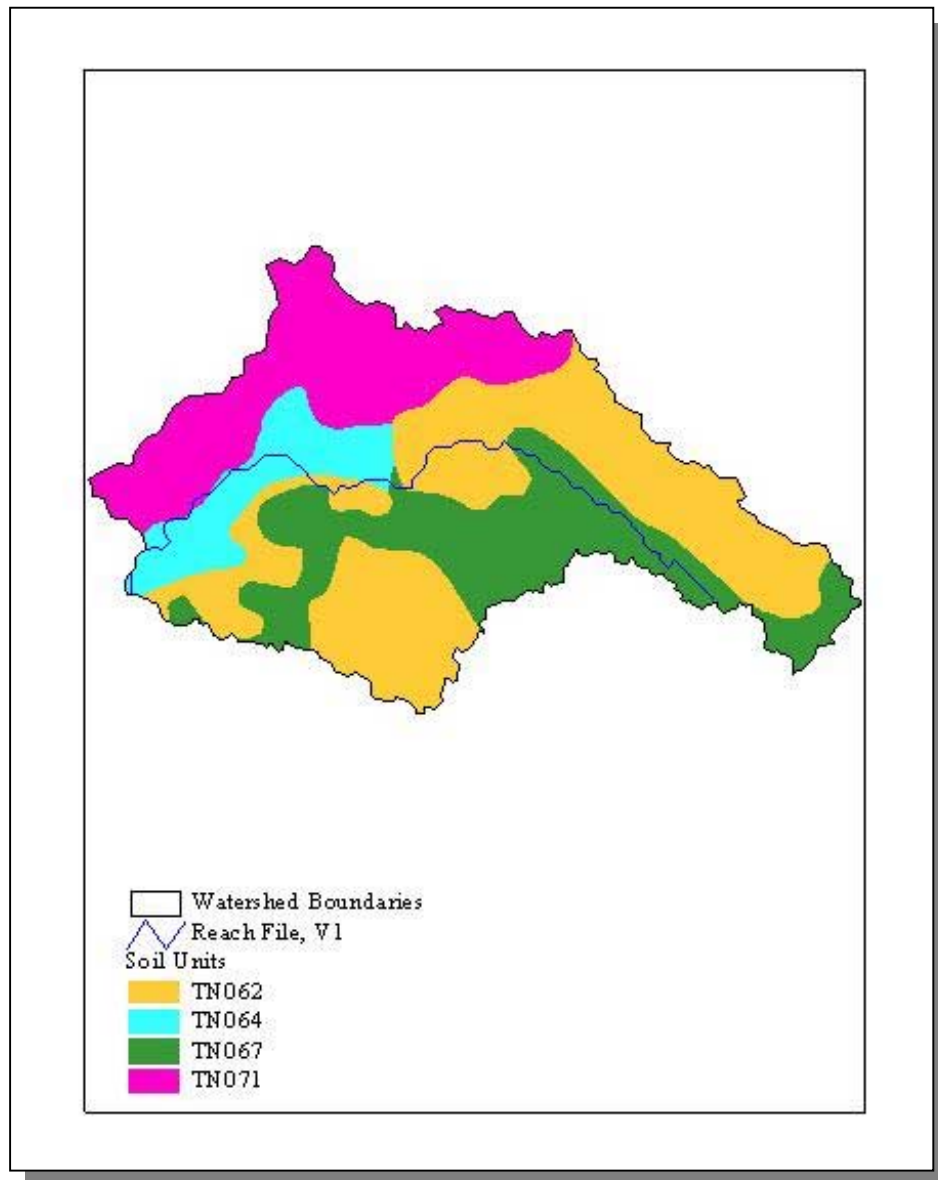 Watershed Boundaries
Reach File, V1
Soil Units
TN062
TN064
TN067
TN071